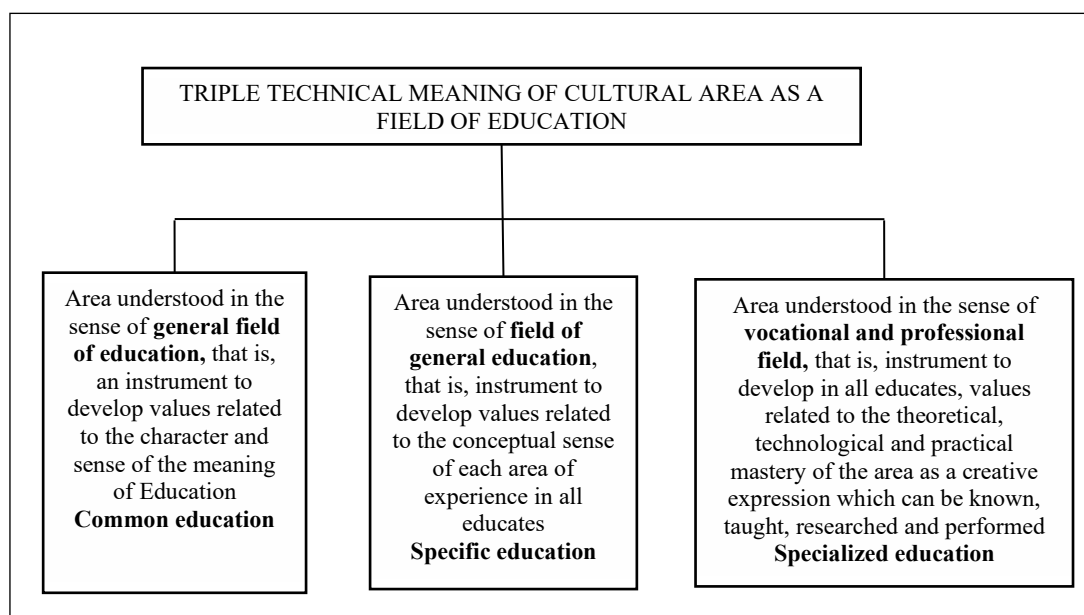 TRIPLE TECHNICAL MEANING OF CULTURAL AREA AS A
FIELD OF EDUCATION
Area understood in the
sense of general field
of education, that is,
an instrument to
develop values related
to the character and
sense of the meaning
of Education
Common education
Area understood in the
sense of field of
general education,
that is, instrument to
develop values related
to the conceptual sense
of each area of
experience in all
educates
Specific education
Area understood in the sense of
vocational and professional
field, that is, instrument to
develop in all educates, values
related to the theoretical,
technological and practical
mastery of the area as a creative
expression which can be known,
taught, researched and performed
Specialized education